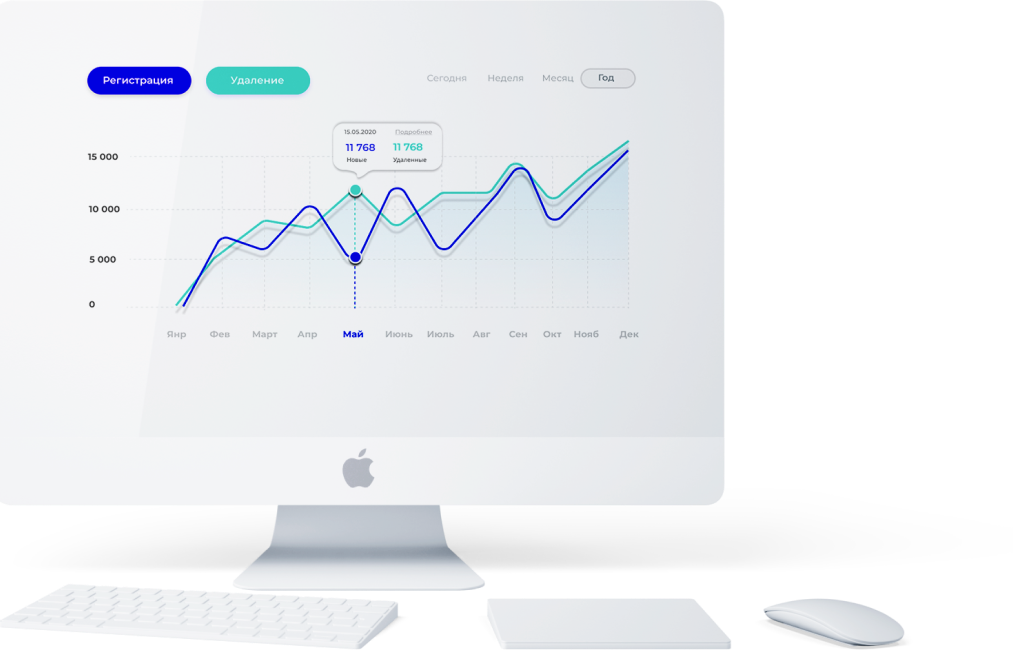 Регистрация
Удаление
Сегодня Неделя Месяц Год
15.05.2020 Подробнее
11 768 11 768
Новые Удаленные
15 000
10 000
5 000
0
Янр Фев Март Апр Май Июнь Июль Авг Сен Окт Нояб Дек